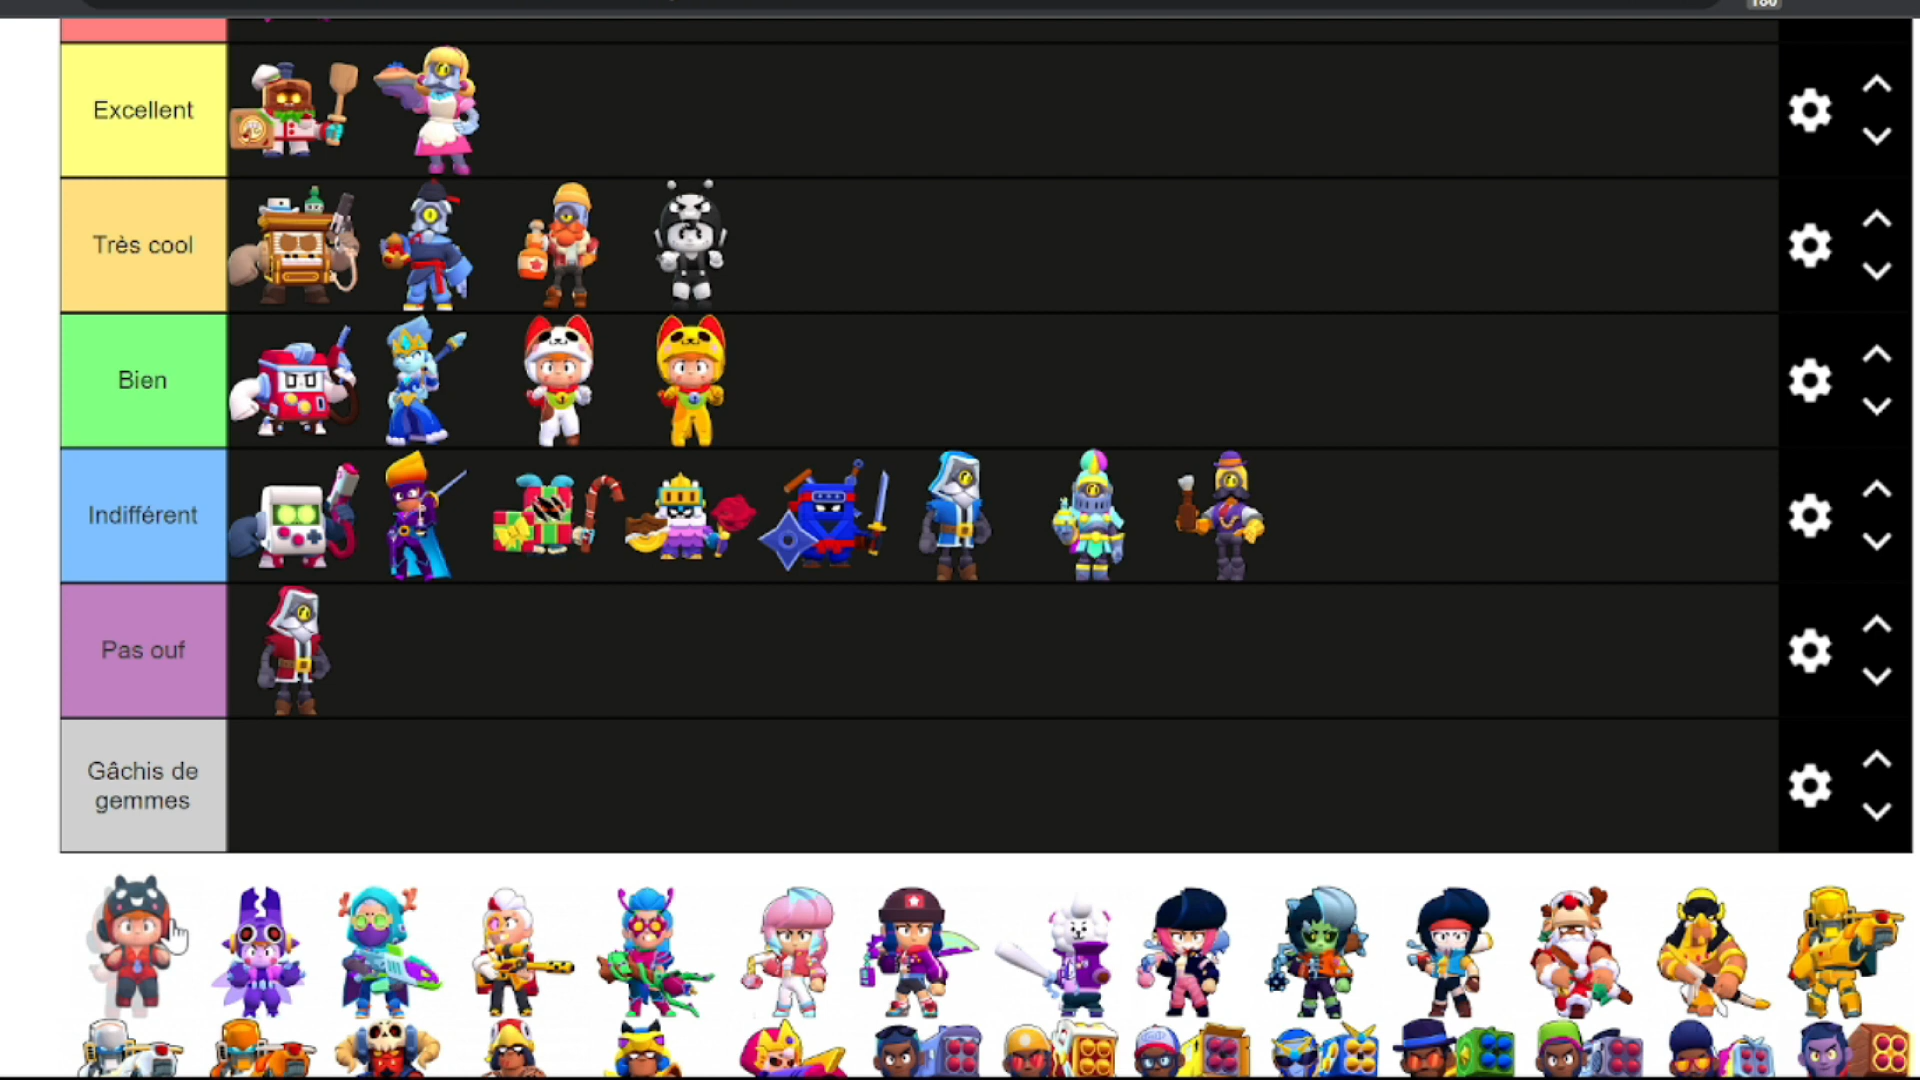 Excellent
Très cool
Bien
Indifférent
Pas ouf
Gâchis de
gemmes